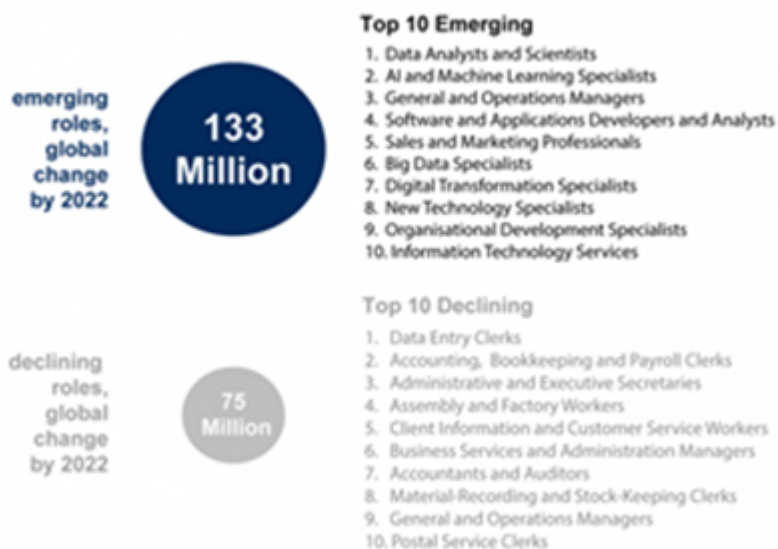 emerging
roles,
global
change
by 2022
133
Million
Top 10 Emerging
1. Data Analysts and Scientists
2. AI and Machine Learning Specialists
3. General and Operations Managers
4. Software and Applications Developers and Analysts
5. Sales and Marketing Professionals
6. Big Data Specialists
7. Digital Transformation Specialists
8. New Technology Specialists
9. Organisational Development Specialists
10. Information Technology Services
declining
roles,
global
change
by 2022
75
Million
Top 10 Declining
1. Data Entry Clerks
2. Accounting, Bookkeeping and Payroll Clerks
3. Administrative and Executive Secretaries
4. Assembly and Factory Workers
5. Client Information and Customer Service Workers
6. Business Services and Administration Managers
7. Accountants and Auditors
8. Material-Recording and Stock-Keeping Clerks
9. General and Operations Managers
10. Postal Service Clerks